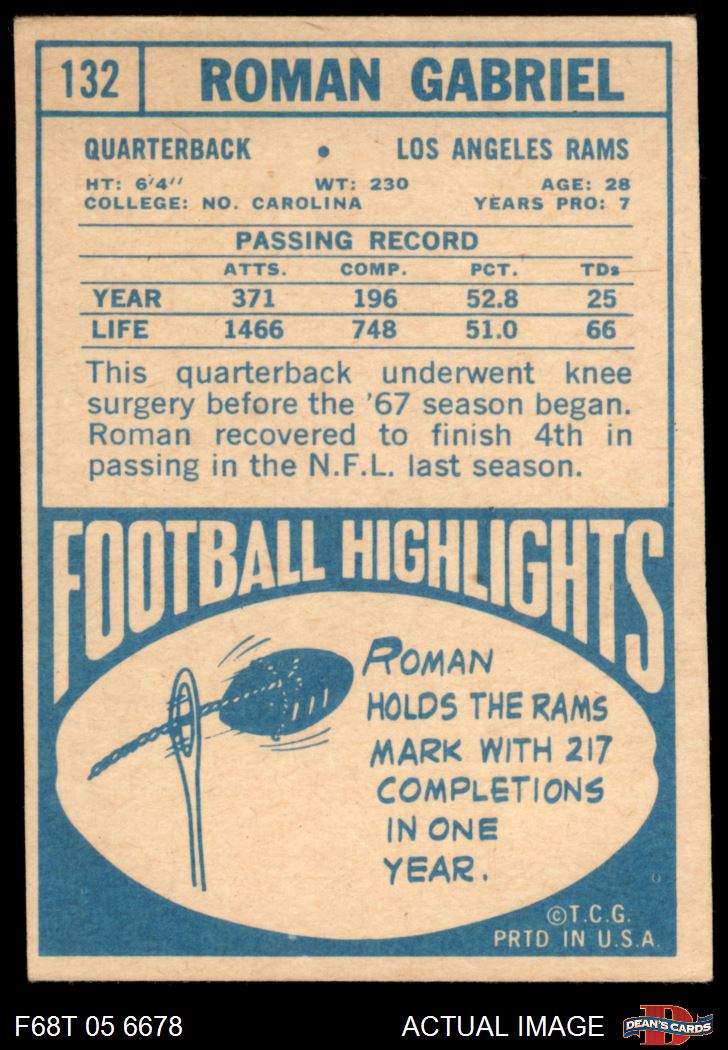 132 ROMAN GABRIEL
QUARTERBACK • LOS ANGELES RAMS
HT: 6'4" WT: 230 AGE: 28
COLLEGE: NO. CAROLINA YEARS PRO: 7
PASSING RECORD
ATTS. COMP. PCT. TDs
YEAR 371 196 52.8 25
LIFE 1466 748 51.0 66
This quarterback underwent knee
surgery before the '67 season began.
Roman recovered to finish 4th in
passing in the N.F.L. last season.
FOOTBALL HIGHLIGHTS
ROMAN
HOLDS THE RAMS
MARK WITH 217
COMPLETIONS
IN ONE
YEAR.
©T.C.G.
PRTD IN U.S.A.
F68T 05 6678 ACTUAL IMAGE D DEAN'S CARDS